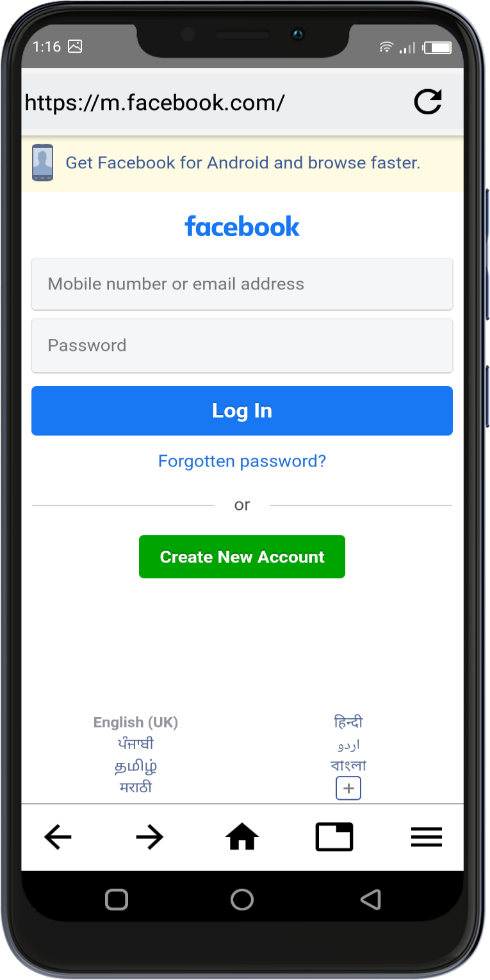 1:16
https://m.facebook.com/
Get Facebook for Android and browse faster.
facebook
Mobile number or email address
Password
Log In
Forgotten password?
or
Create New Account
English (UK)
हिन्दी
ਪੰਜਾਬੀ
اردو
தமிழ்
বাংলা
मराठी
+